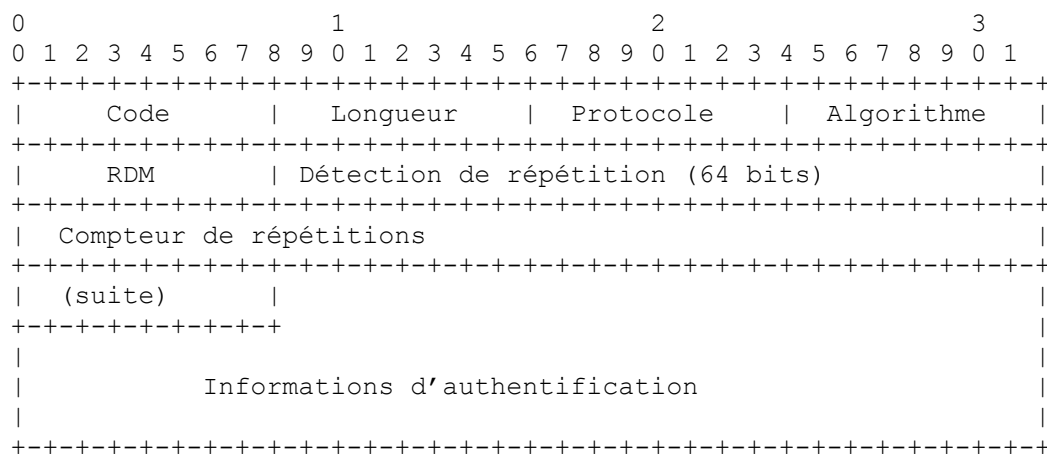 0                   1                   2                   3
0 1 2 3 4 5 6 7 8 9 0 1 2 3 4 5 6 7 8 9 0 1 2 3 4 5 6 7 8 9 0 1
+-+-+-+-+-+-+-+-+-+-+-+-+-+-+-+-+-+-+-+-+-+-+-+-+-+-+-+-+-+-+-+-+
|     Code      |   Longueur    |  Protocole    |  Algorithme   |
+-+-+-+-+-+-+-+-+-+-+-+-+-+-+-+-+-+-+-+-+-+-+-+-+-+-+-+-+-+-+-+-+
|     RDM       | Détection de répétition (64 bits)             |
+-+-+-+-+-+-+-+-+-+-+-+-+-+-+-+-+-+-+-+-+-+-+-+-+-+-+-+-+-+-+-+-+
|  Compteur de répétitions                                      |
+-+-+-+-+-+-+-+-+-+-+-+-+-+-+-+-+-+-+-+-+-+-+-+-+-+-+-+-+-+-+-+-+
|  (suite)      |                                               |
+-+-+-+-+-+-+-+-+                                               |
|                                                               |
|           Informations d’authentification                     |
|                                                               |
+-+-+-+-+-+-+-+-+-+-+-+-+-+-+-+-+-+-+-+-+-+-+-+-+-+-+-+-+-+-+-+-+